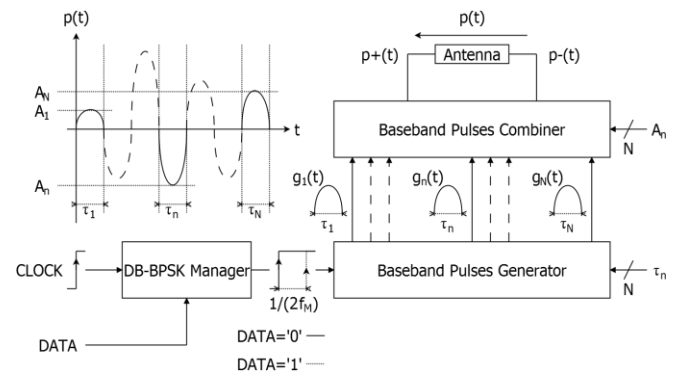 p(t)
A_N
A_1
A_n
t
τ_1
τ_n
τ_N
p(t)
p+(t)
Antenna
p-(t)
Baseband Pulses Combiner
A_n
N
g_1(t)
g_n(t)
g_N(t)
τ_1
τ_n
τ_N
CLOCK
DB-BPSK Manager
1/(2f_M)
Baseband Pulses Generator
τ_n
N
DATA
DATA='0'
DATA='1'